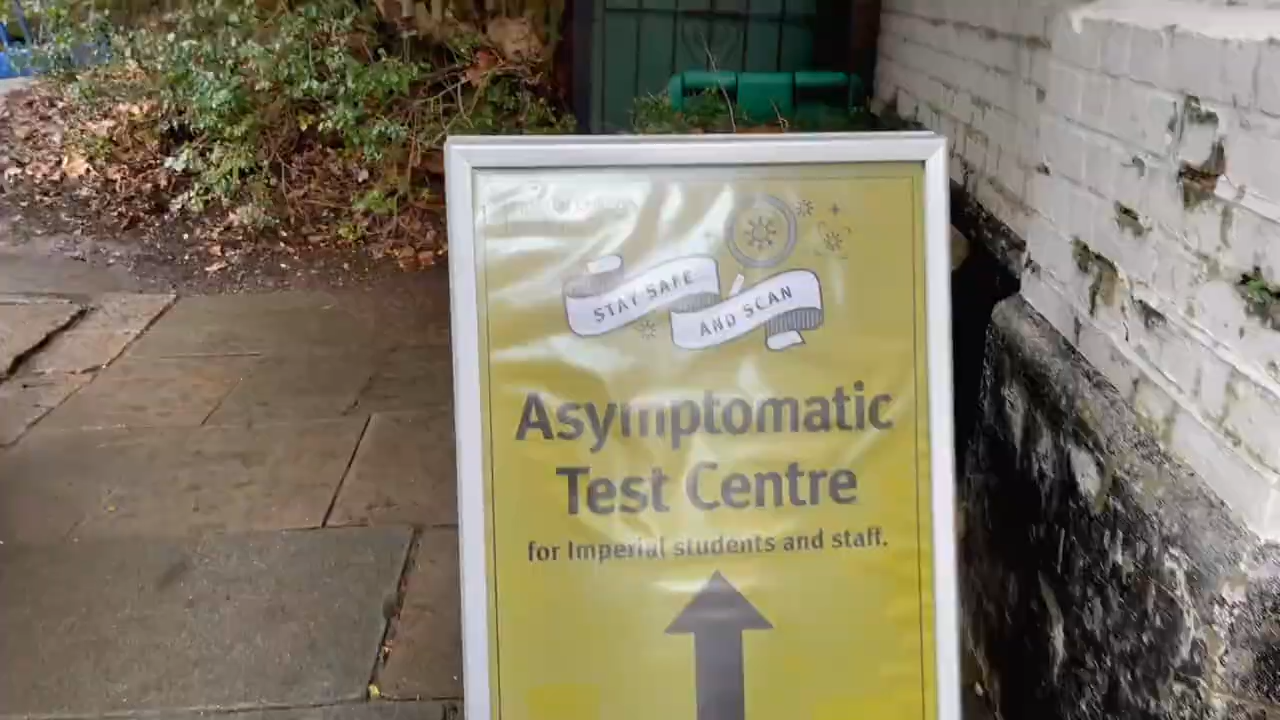 STAY SAFE
AND SCAN
Asymptomatic
Test Centre
for Imperial students and staff.